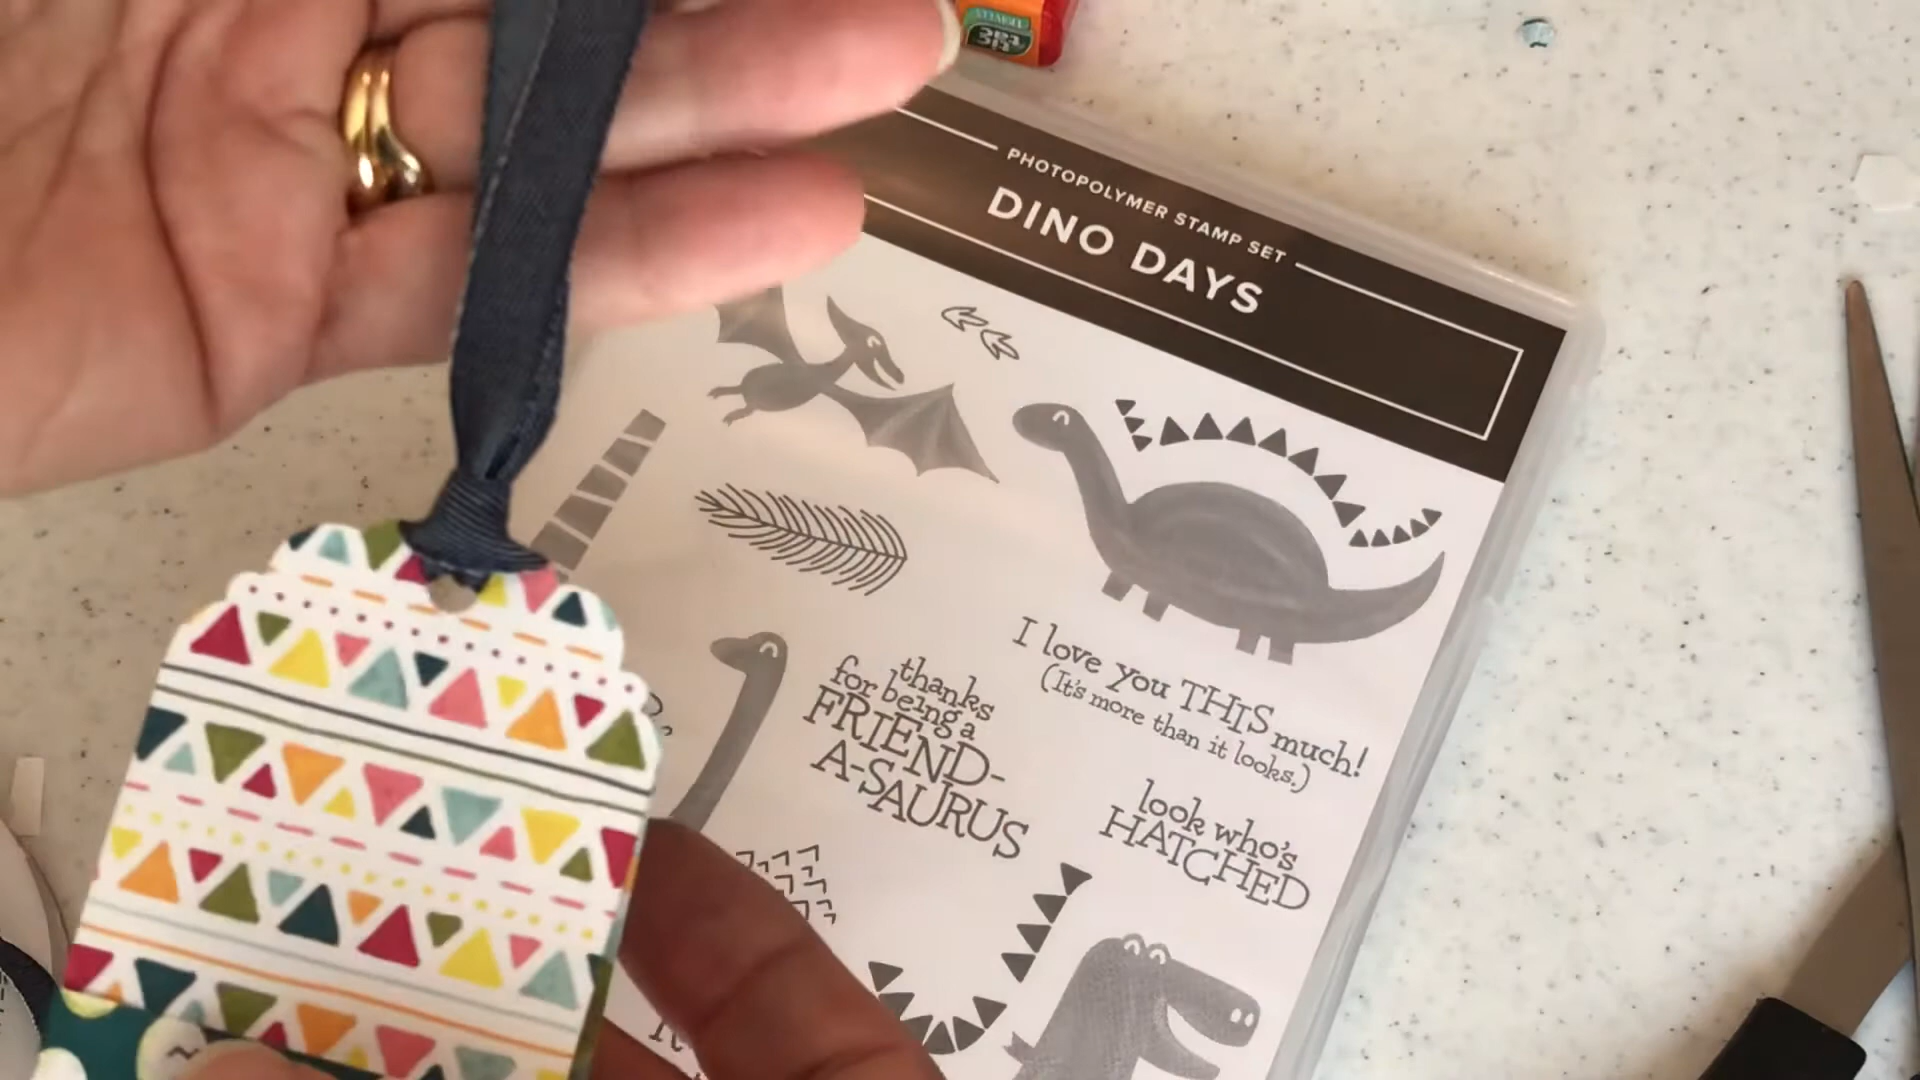 PHOTOPOLYMER STAMP SET
DINO DAYS
I love you THIS much!
(It's more than it looks.)
thanks
for being a
FRIEND-
A-SAURUS
look who's
HATCHED